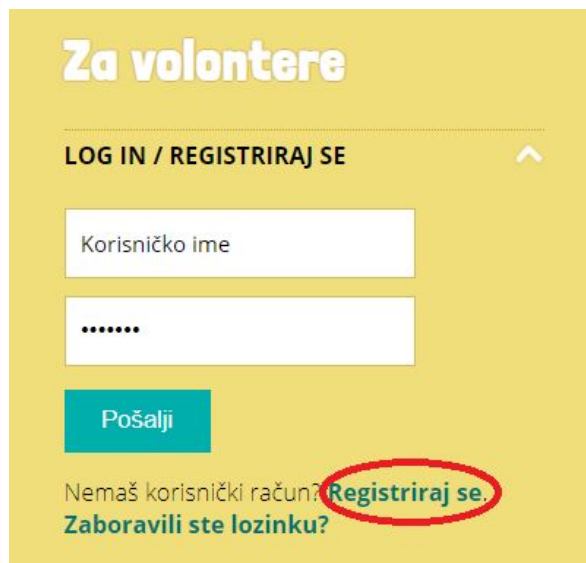 Za volontere
LOG IN / REGISTRIRAJ SE
Korisničko ime
•••••••
Pošalji
Nemaš korisnički račun? Registriraj se.
Zaboravili ste lozinku?